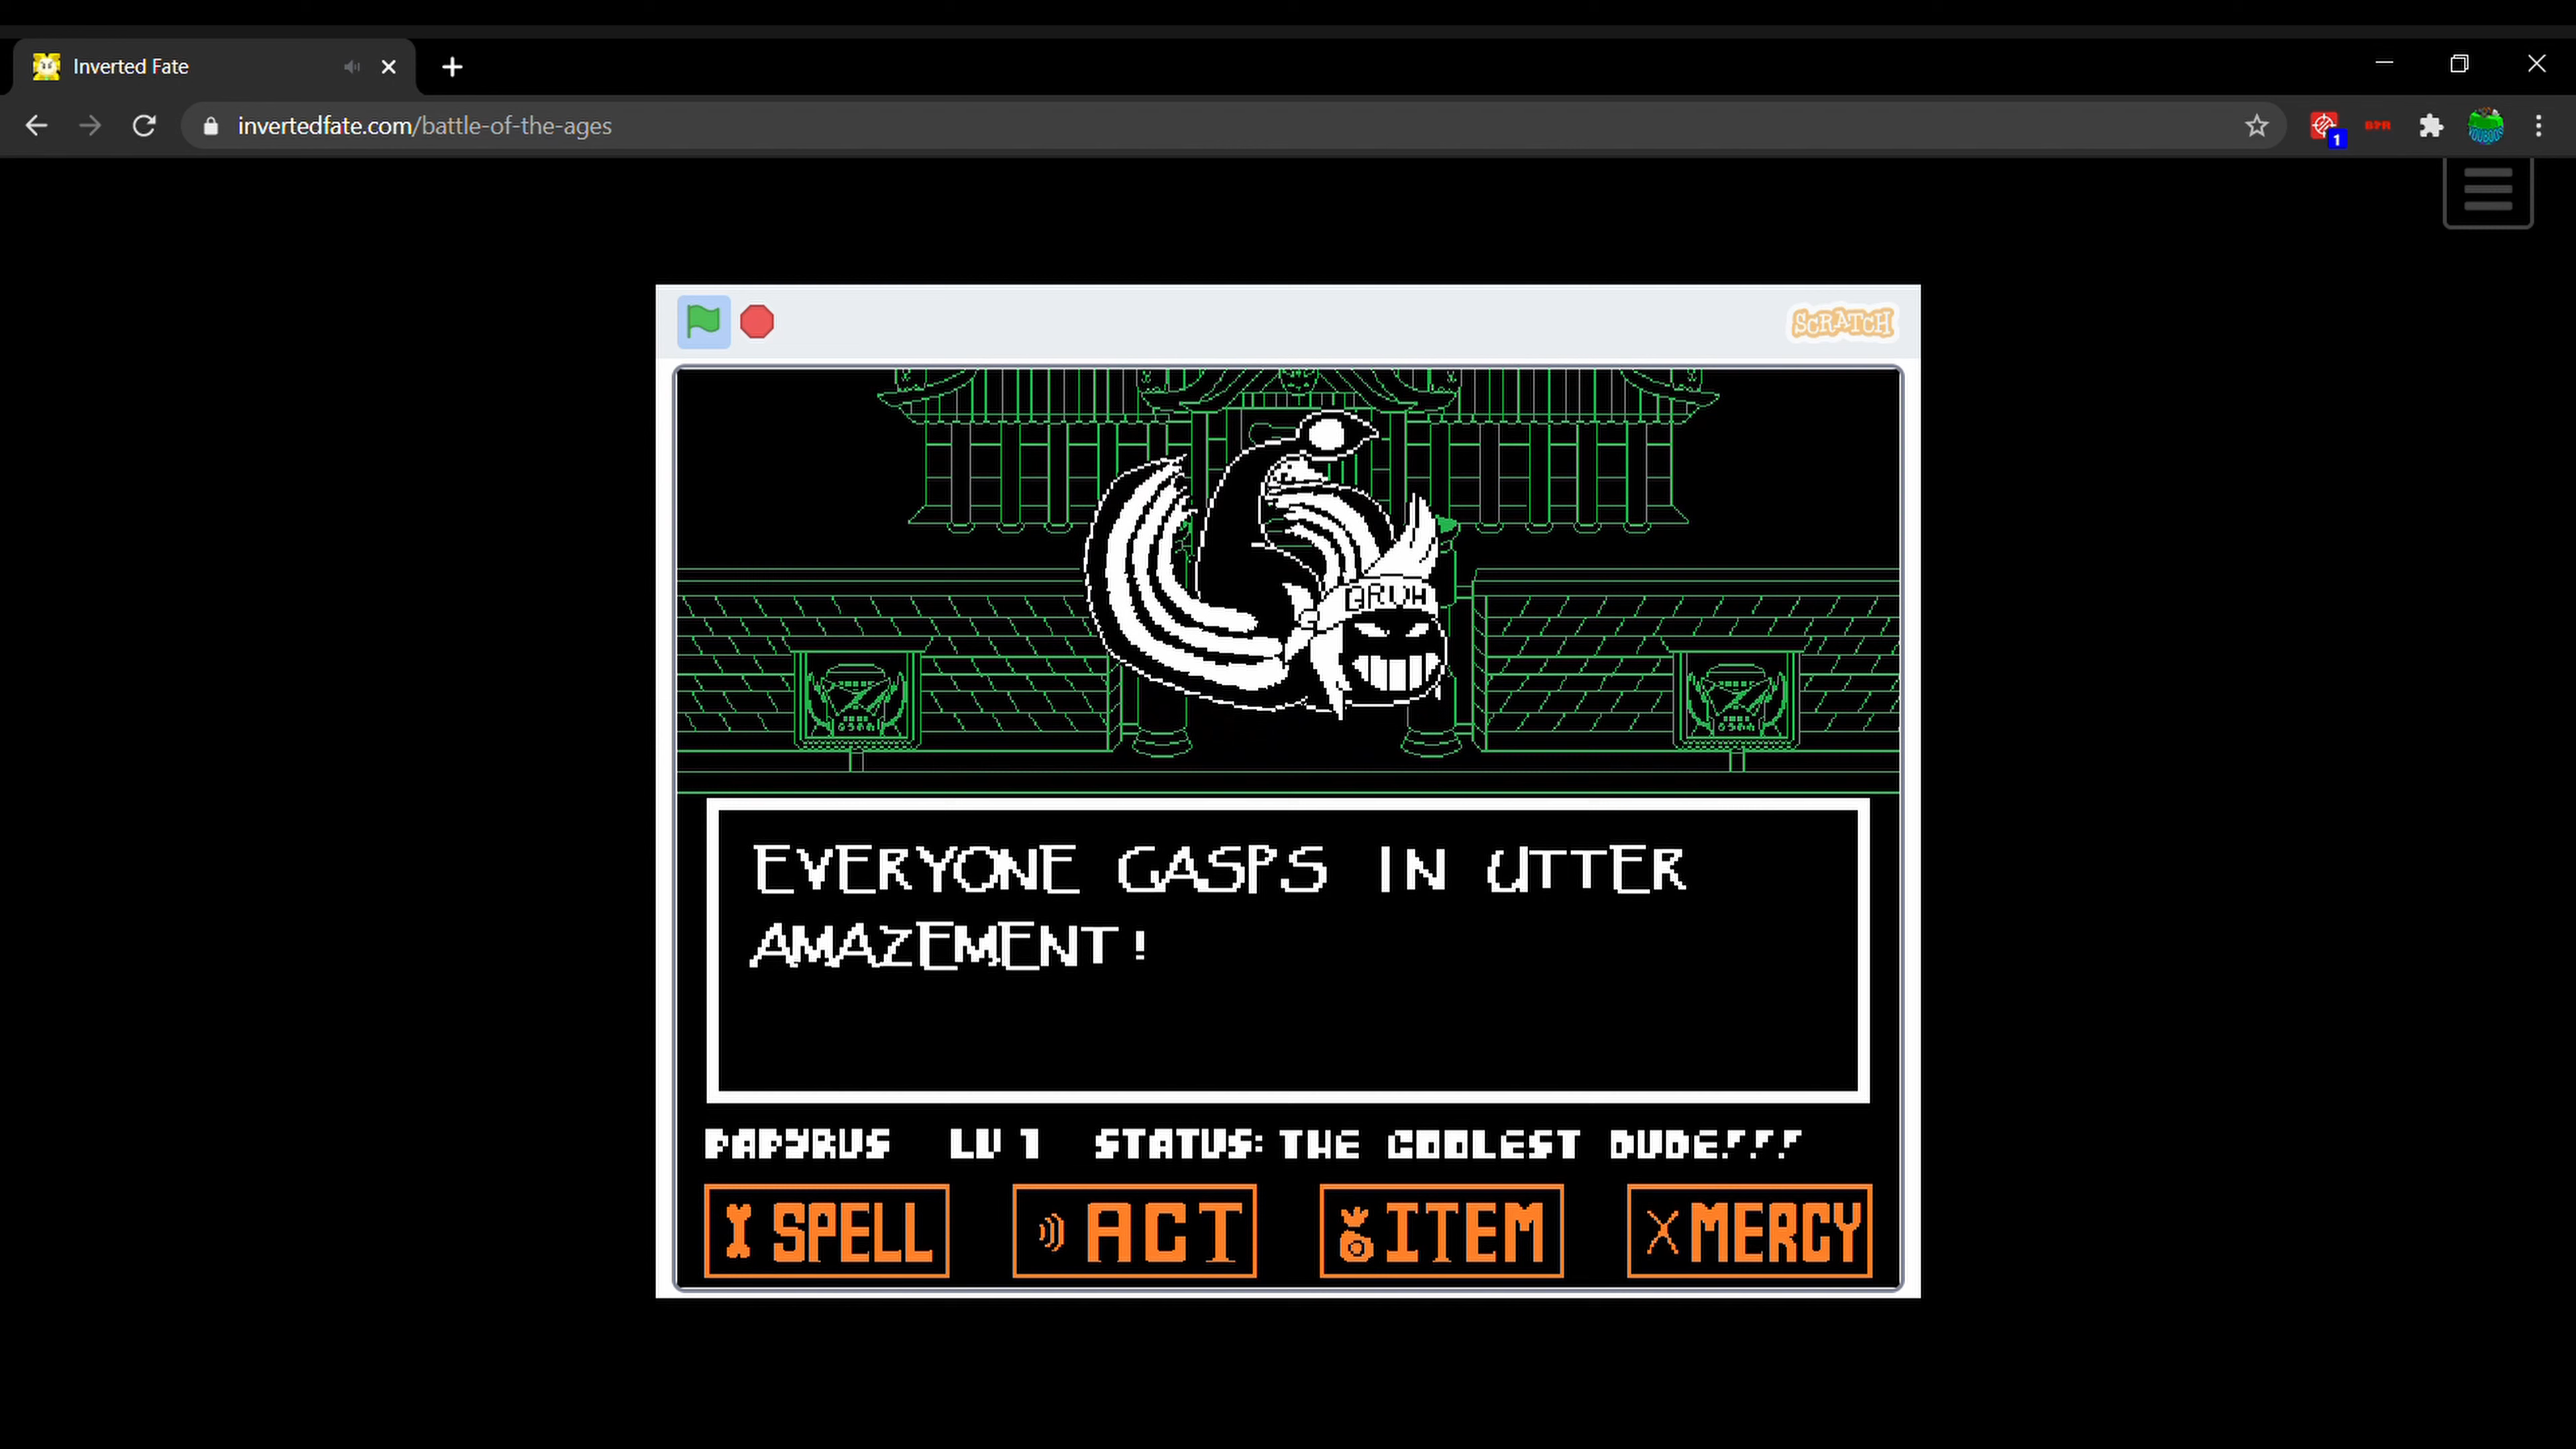 Inverted Fate
invertedfate.com/battle-of-the-ages
1
SCRATCH
BRUH
EVERYONE GASPS IN UTTER
AMAZEMENT!
PAPYRUS LV 1 STATUS: THE COOLEST DUDE!!!
SPELL ACT ITEM MERCY